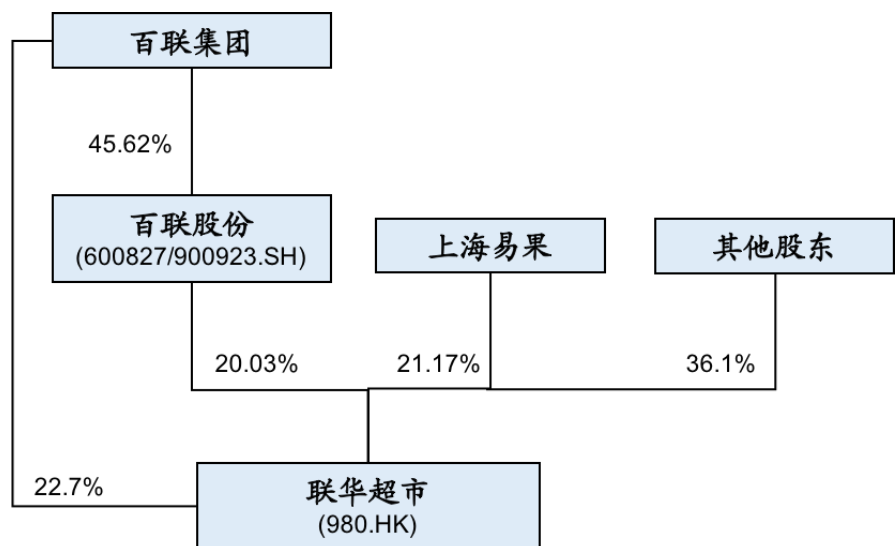 百联集团
45.62%
百联股份
(600827/900923.SH)
上海易果
其他股东
20.03%
21.17%
36.1%
22.7%
联华超市
(980.HK)